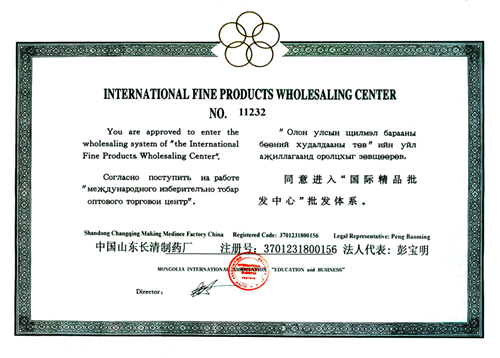 INTERNATIONAL FINE PRODUCTS WHOLESALING CENTER
NO. 11232
You are approved to enter the
wholesaling system of "the International
Fine Products Wholesaling Center".
Согласно поступить на работе
"международного изберителъно тобар
оптового торговки центр".
"Олон улсын щилмэл барааны
бөөний худалдааны төв" ийн үйл
ажиллагаанд оролцхыг зөвщөөрөв.
同意进入“国际精品批
发中心”批发体系。
Shandong Changqing Making Medince Factory China Registered Code: 3701231800156 Legal Representative: Peng Baoming
中国山东长清制药厂 注册号: 3701231800156 法人代表: 彭宝明
MONGOLIA INTERNATIONAL ASSOCIATION "EDUCATION and BUSINESS"
Director: